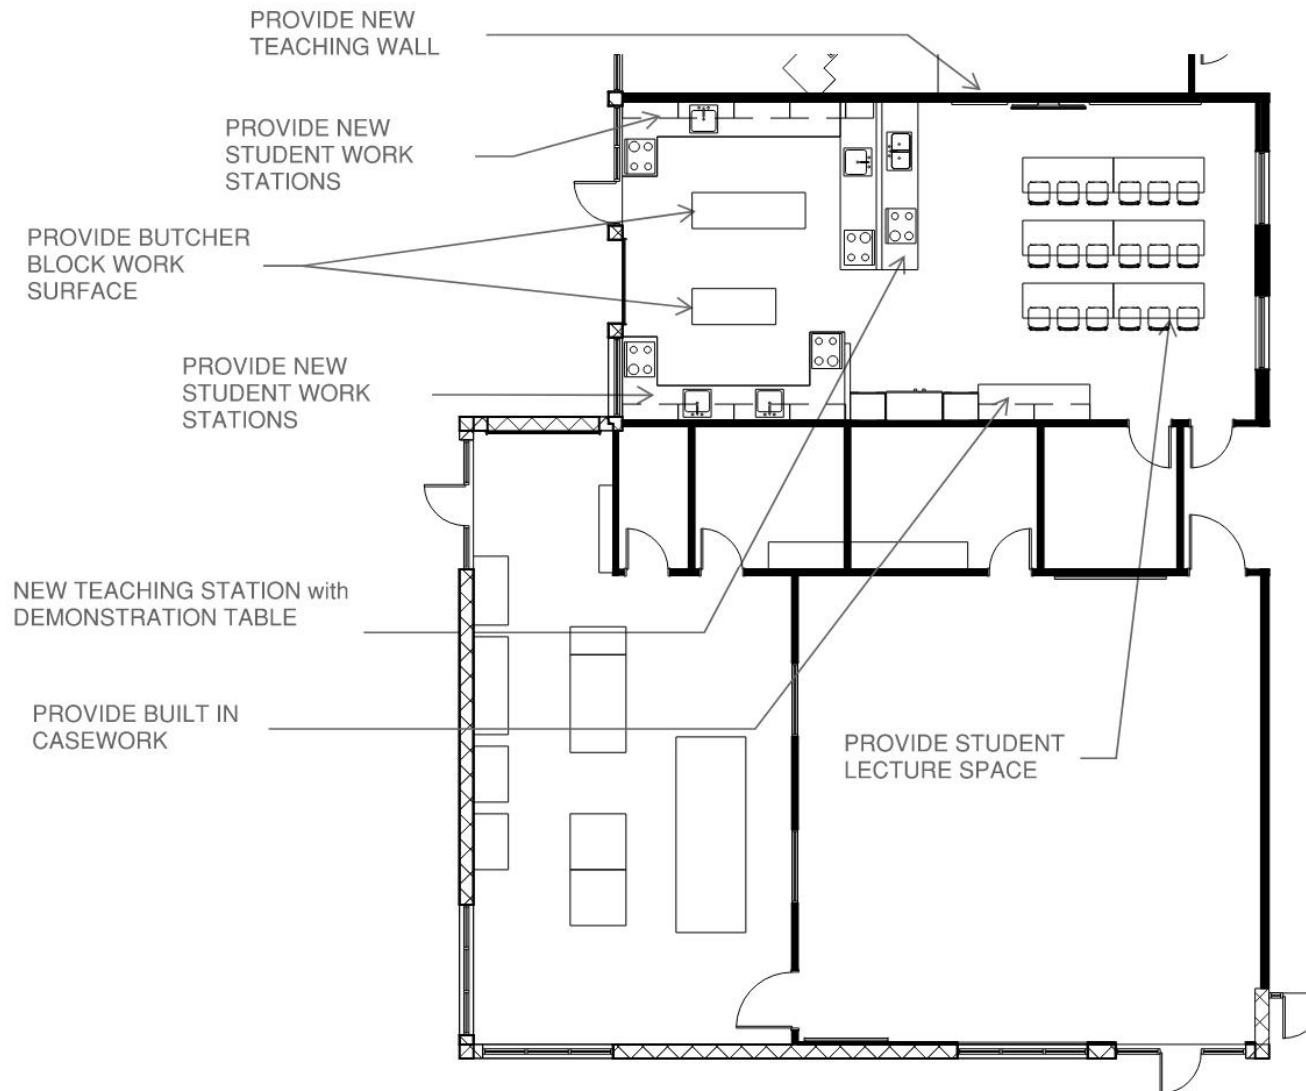 PROVIDE NEW
TEACHING WALL
PROVIDE NEW
STUDENT WORK
STATIONS
PROVIDE BUTCHER
BLOCK WORK
SURFACE
PROVIDE NEW
STUDENT WORK
STATIONS
NEW TEACHING STATION with
DEMONSTRATION TABLE
PROVIDE BUILT IN
CASEWORK
PROVIDE STUDENT
LECTURE SPACE